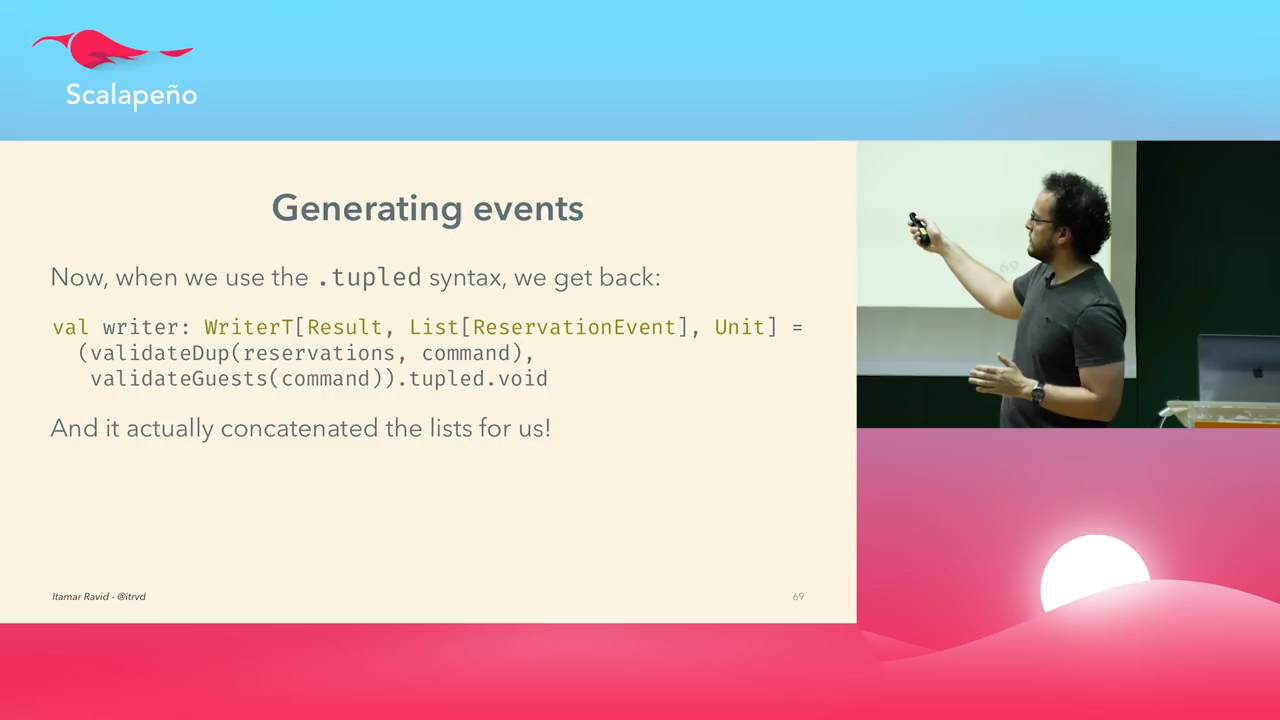 Scalapeño
Generating events
Now, when we use the .tupled syntax, we get back:
val writer: WriterT[Result, List[ReservationEvent], Unit] =
(validateDup(reservations, command),
validateGuests(command)).tupled.void
And it actually concatenated the lists for us!
Itamar Ravid - @itrvd
69
69